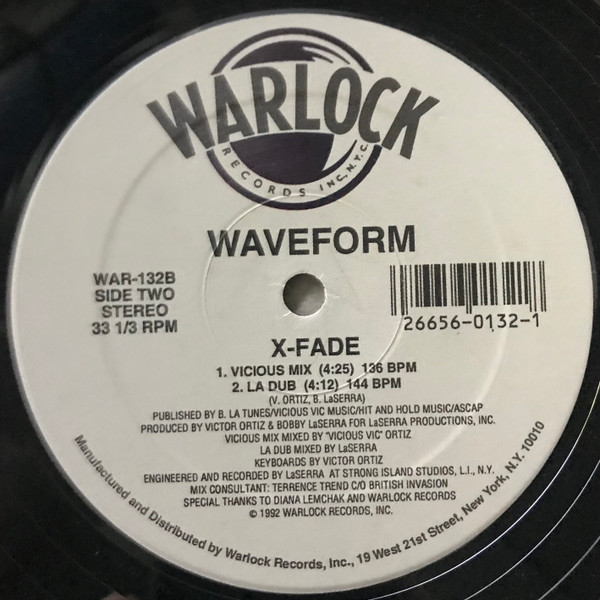 WARLOCK
RECORDS INC, N.Y.C.
WAVEFORM
WAR-132B
SIDE TWO
STEREO
33 1/3 RPM
26656-0132-1
X-FADE
1. VICIOUS MIX (4:25) 136 BPM
2. LA DUB (4:12) 144 BPM
(V. ORTIZ, B. LaSERRA)
PUBLISHED BY B. LA TUNES/VICIOUS VIC MUSIC/HIT AND HOLD MUSIC/ASCAP
PRODUCED BY VICTOR ORTIZ & BOBBY LaSERRA FOR LaSERRA PRODUCTIONS, INC.
VICIOUS MIX MIXED BY "VICIOUS VIC" ORTIZ
LA DUB MIXED BY LaSERRA
KEYBOARDS BY VICTOR ORTIZ
ENGINEERED AND RECORDED BY LaSERRA AT STRONG ISLAND STUDIOS, L.I., N.Y.
MIX CONSULTANT: TERRENCE TREND C/O BRITISH INVASION
SPECIAL THANKS TO DIANA LEMCHAK AND WARLOCK RECORDS
© 1992 WARLOCK RECORDS, INC.
Manufactured and Distributed by Warlock Records, Inc., 19 West 21st Street, New York, N.Y. 10010